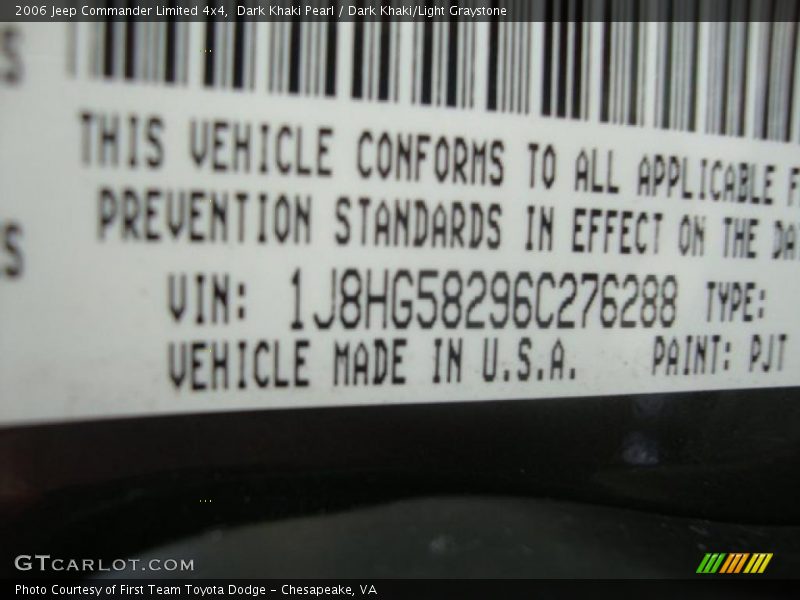 2006 Jeep Commander Limited 4x4, Dark Khaki Pearl / Dark Khaki/Light Graystone
S
THIS VEHICLE CONFORMS TO ALL APPLICABLE F
PREVENTION STANDARDS IN EFFECT ON THE DA
S
VIN: 1J8HG58296C276288 TYPE:
VEHICLE MADE IN U.S.A. PAINT: PJT
GTCARLOT.COM
Photo Courtesy of First Team Toyota Dodge - Chesapeake, VA